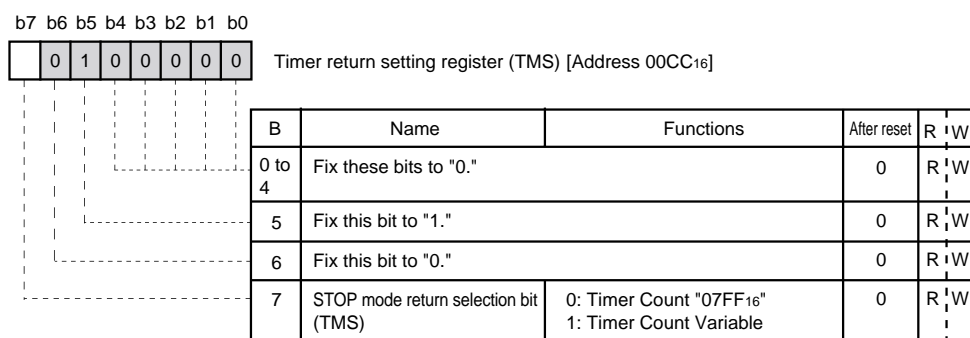 b7 b6 b5 b4 b3 b2 b1 b0
0 1 0 0 0 0 0
Timer return setting register (TMS) [Address 00CC16]
B Name Functions After reset R W
0 to 4 Fix these bits to "0." 0 R W
5 Fix this bit to "1." 0 R W
6 Fix this bit to "0." 0 R W
7 STOP mode return selection bit (TMS) 0: Timer Count "07FF16" 0 R W
1: Timer Count Variable